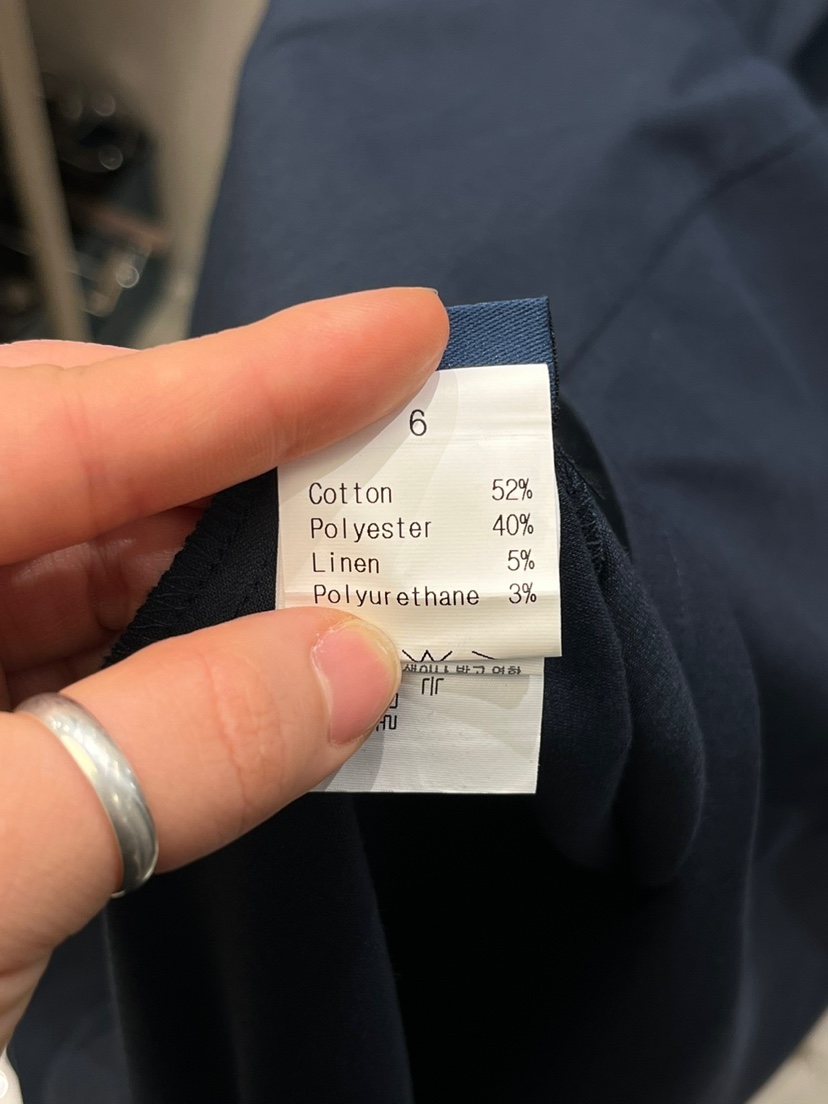 6
Cotton 52%
Polyester 40%
Linen 5%
Polyurethane 3%